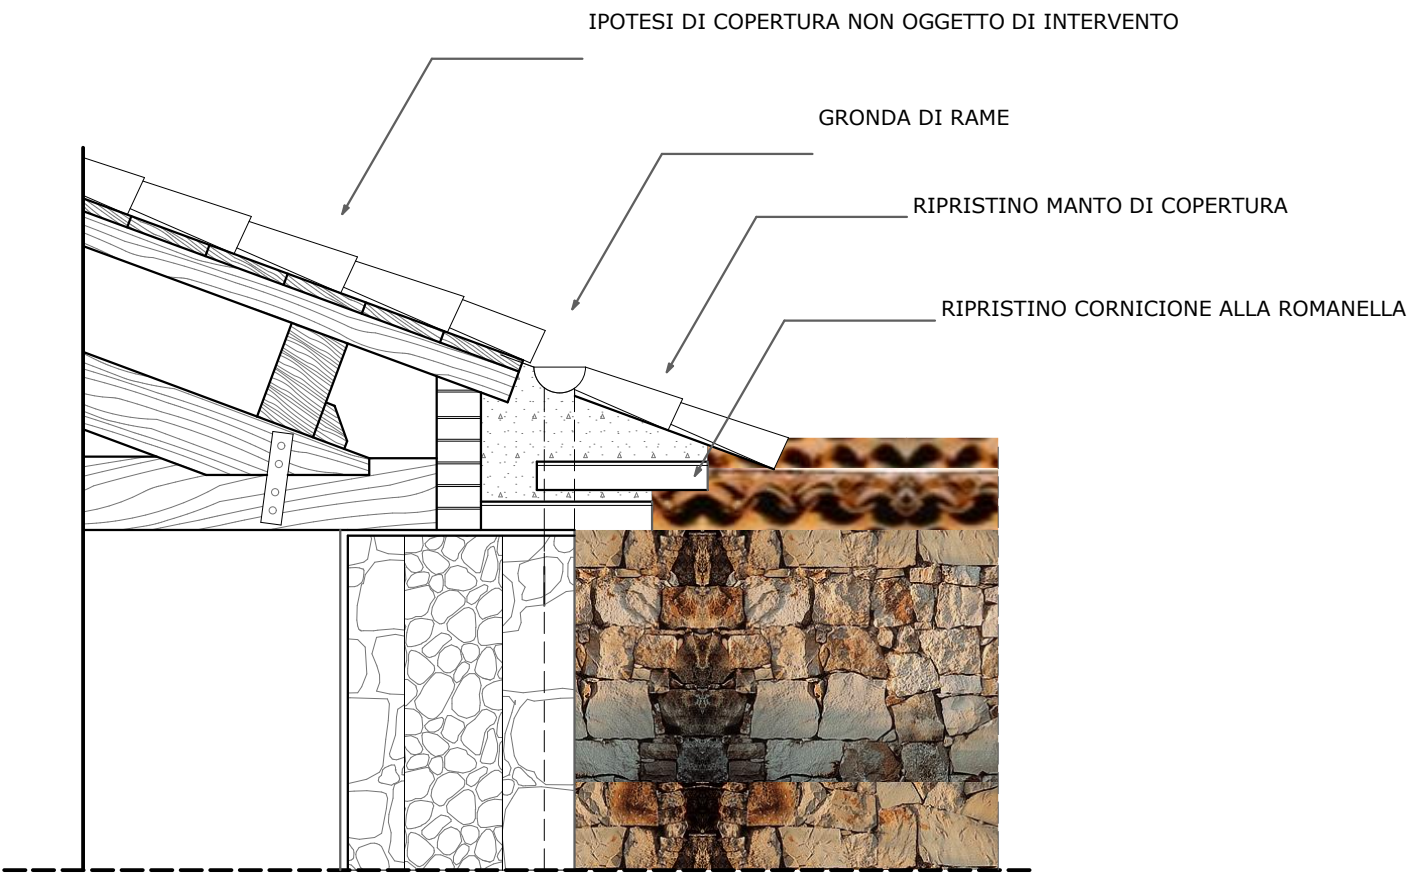 IPOTESI DI COPERTURA NON OGGETTO DI INTERVENTO
GRONDA DI RAME
RIPRISTINO MANTO DI COPERTURA
RIPRISTINO CORNICIONE ALLA ROMANELLA